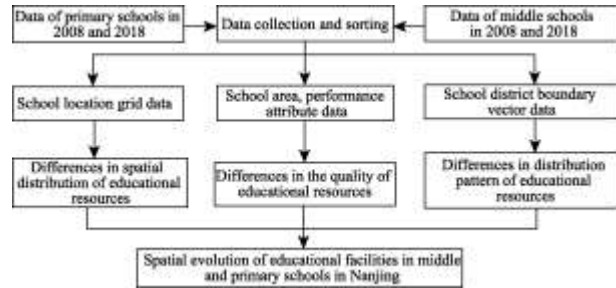 Data of primary schools in
2008 and 2018
Data collection and sorting
Data of middle schools
in 2008 and 2018
School location grid data
School area, performance
attribute data
School district boundary
vector data
Differences in spatial
distribution of educational
resources
Differences in the quality of
educational resources
Differences in distribution
pattern of educational
resources
Spatial evolution of educational facilities in middle
and primary schools in Nanjing